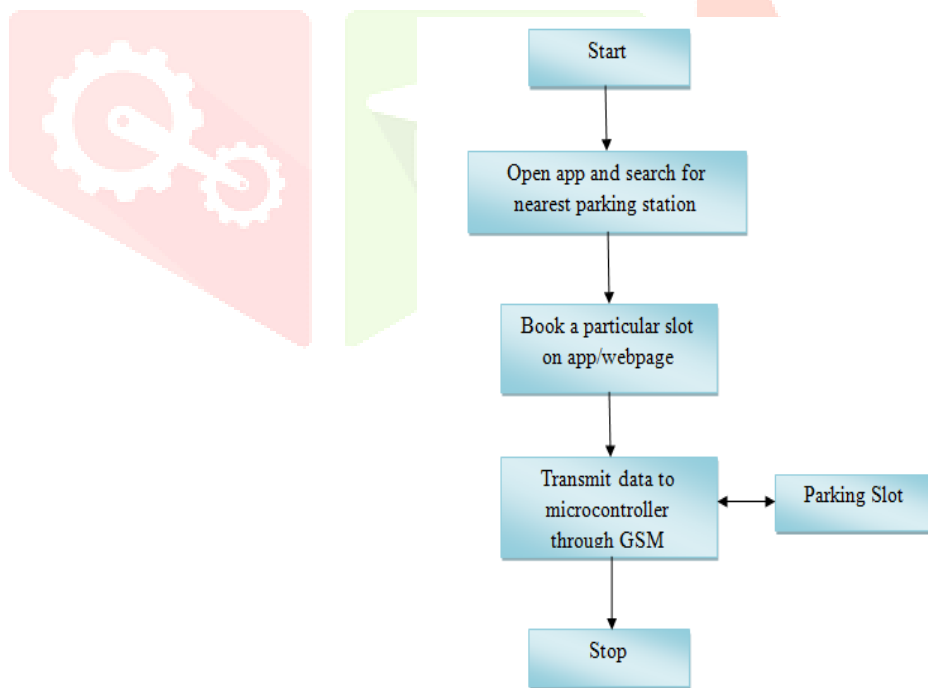 Start
Open app and search for
nearest parking station
Book a particular slot
on app/webpage
Transmit data to
microcontroller
through GSM
Parking Slot
Stop